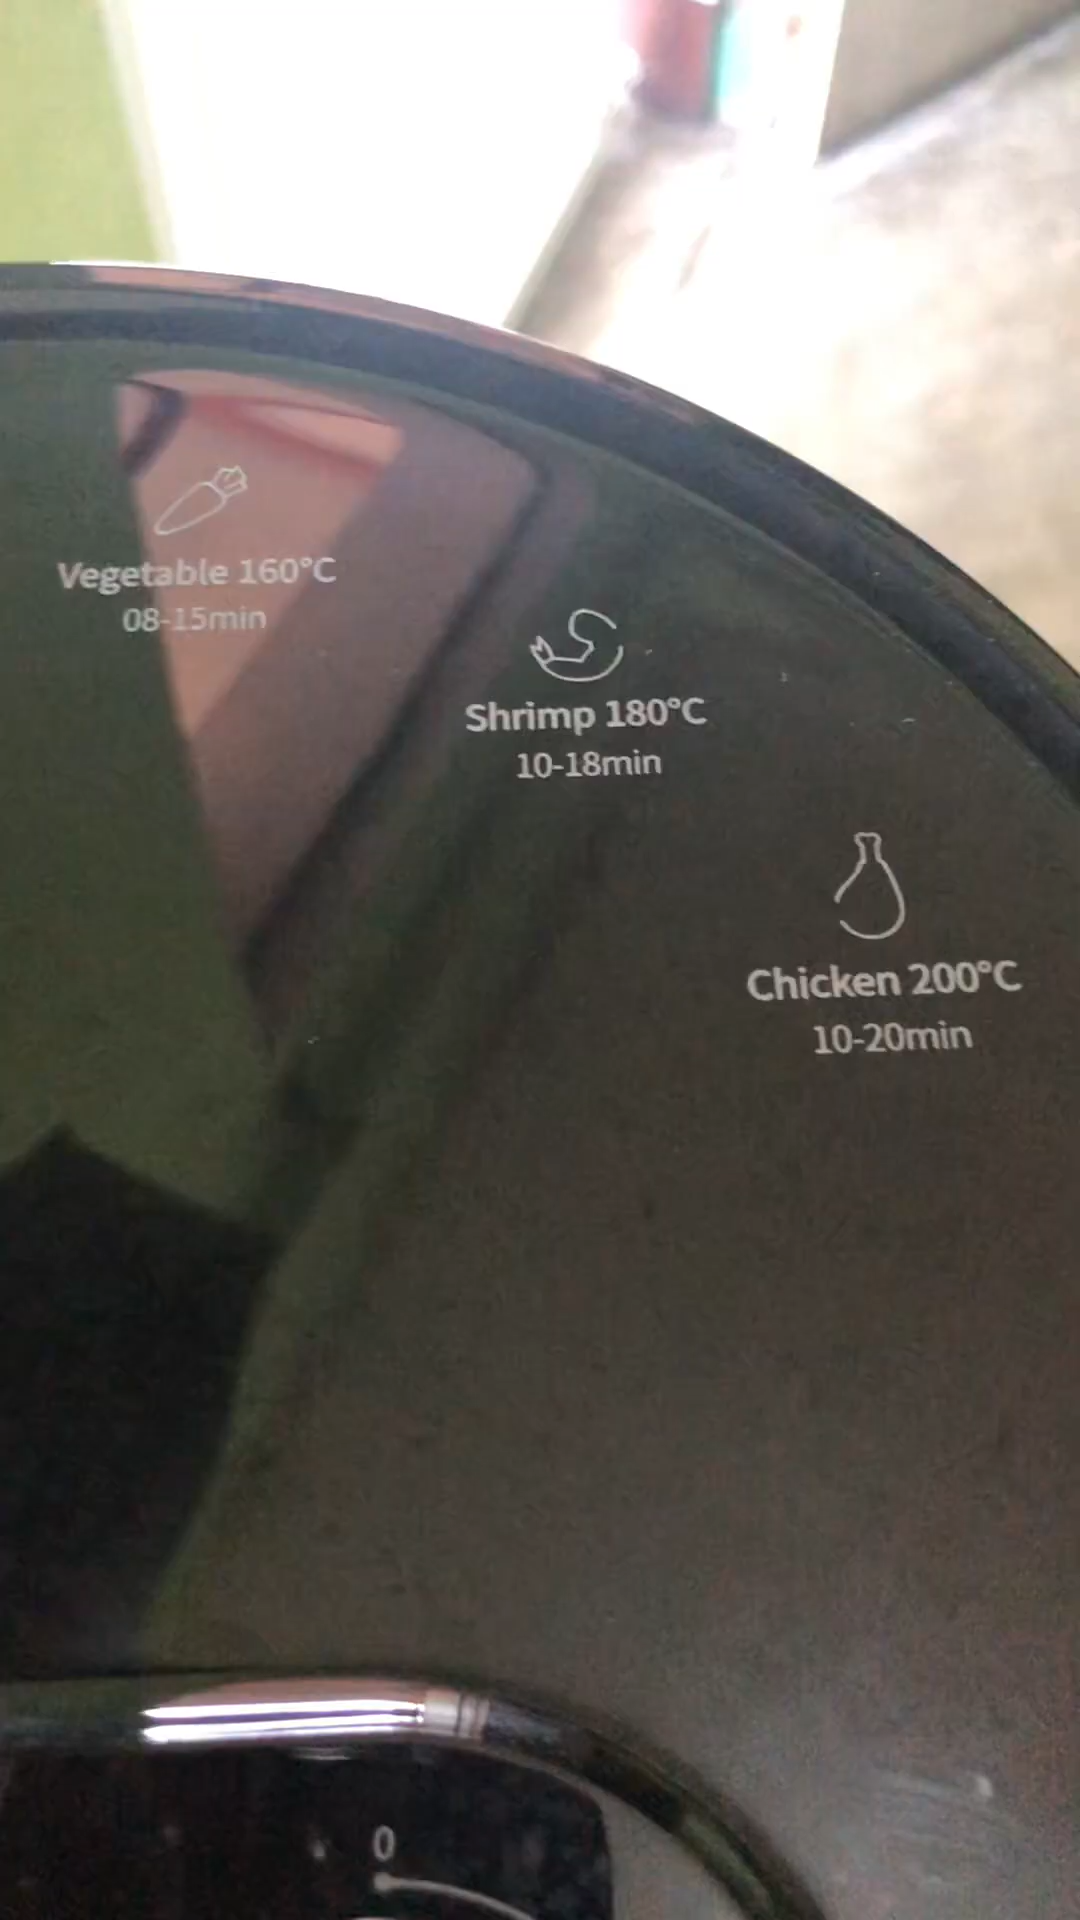 Vegetable 160°C
08-15min
Shrimp 180°C
10-18min
Chicken 200°C
10-20min
0